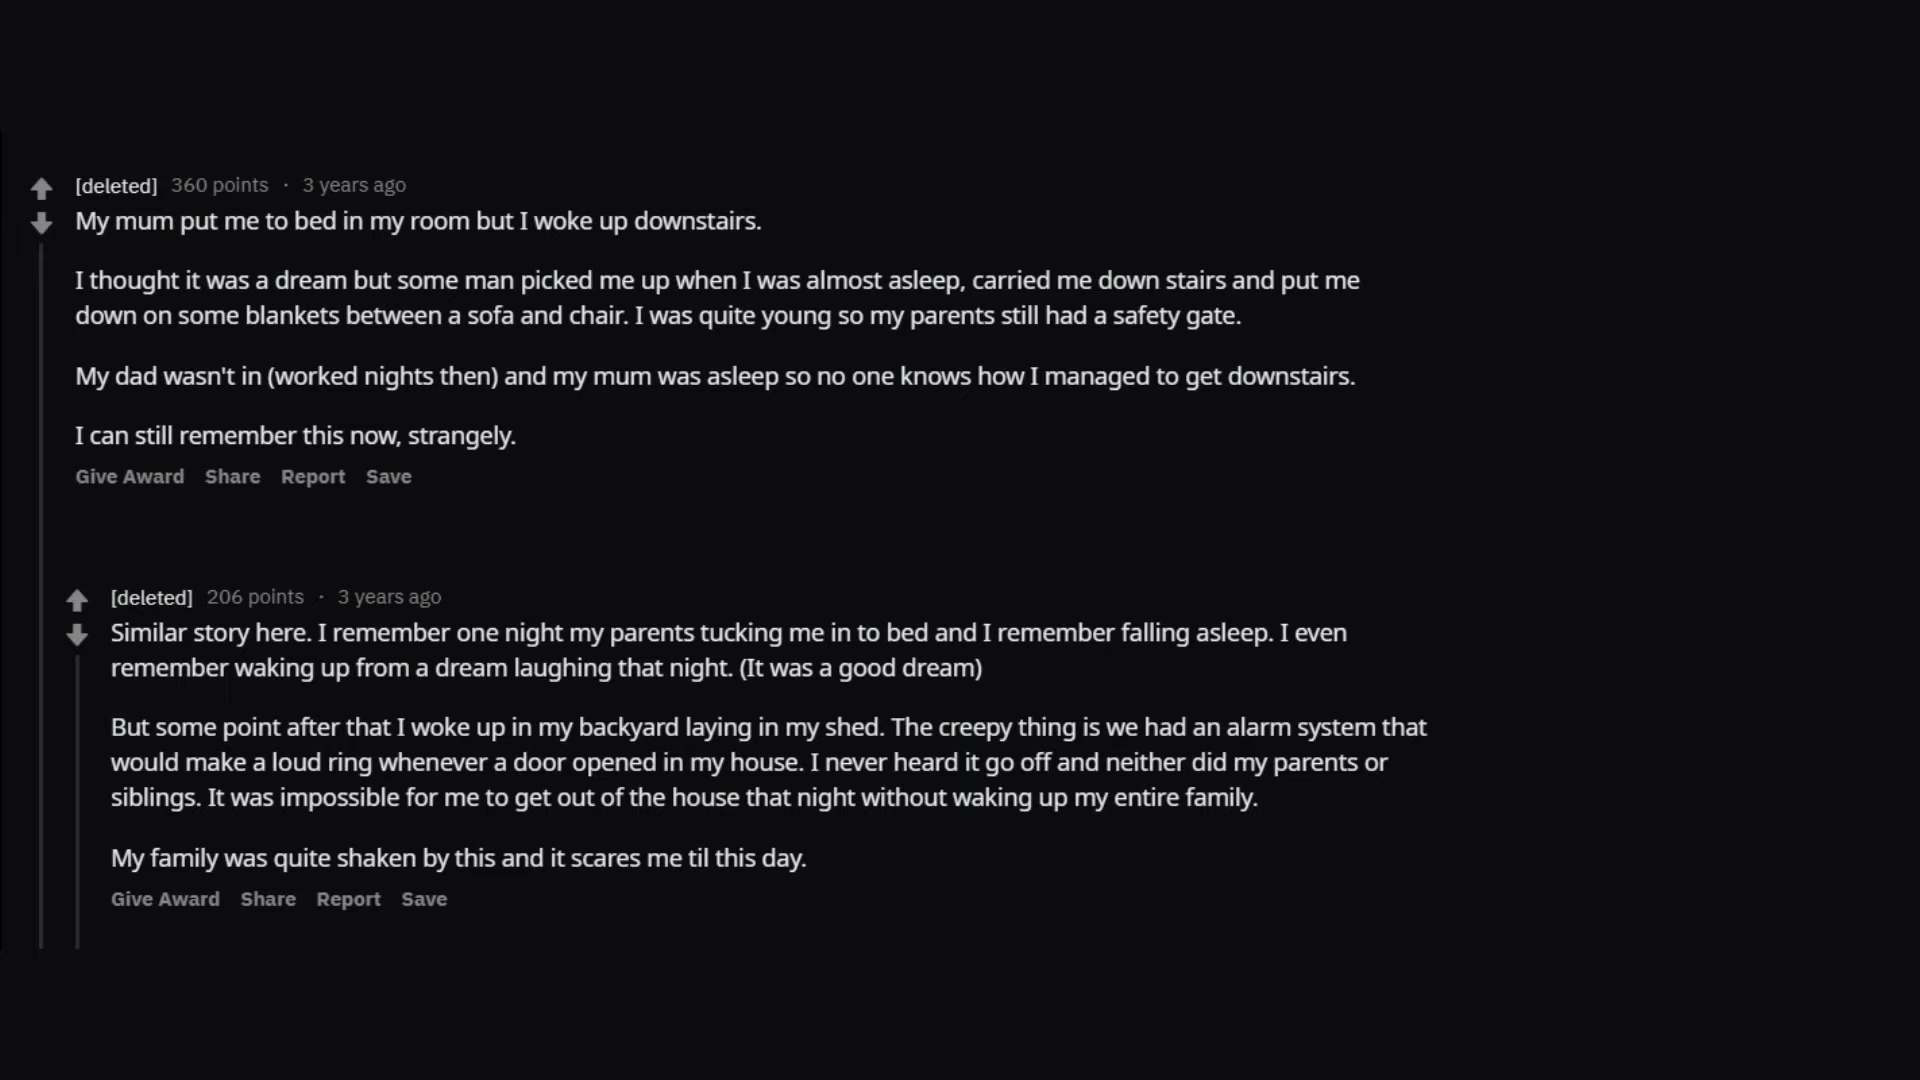 [deleted] 360 points · 3 years ago
My mum put me to bed in my room but I woke up downstairs.
I thought it was a dream but some man picked me up when I was almost asleep, carried me down stairs and put me
down on some blankets between a sofa and chair. I was quite young so my parents still had a safety gate.
My dad wasn't in (worked nights then) and my mum was asleep so no one knows how I managed to get downstairs.
I can still remember this now, strangely.
Give Award Share Report Save
[deleted] 206 points · 3 years ago
Similar story here. I remember one night my parents tucking me in to bed and I remember falling asleep. I even
remember waking up from a dream laughing that night. (It was a good dream)
But some point after that I woke up in my backyard laying in my shed. The creepy thing is we had an alarm system that
would make a loud ring whenever a door opened in my house. I never heard it go off and neither did my parents or
siblings. It was impossible for me to get out of the house that night without waking up my entire family.
My family was quite shaken by this and it scares me til this day.
Give Award Share Report Save